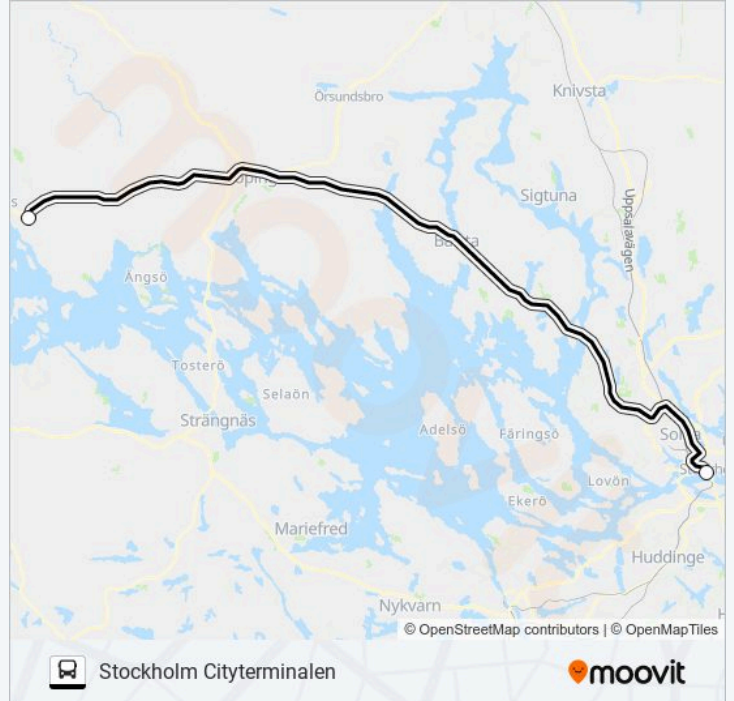 Knivsta
Örsundsbro
Sigtuna
Uppsalavägen
Ängsö
Tosterö
Selaön
Strängnäs
Adelsö
Färingsö
Lovön
Ekerö
Mariefred
Huddinge
Nykvarn
© OpenStreetMap contributors | © OpenMapTiles
Stockholm Cityterminalen
moovit